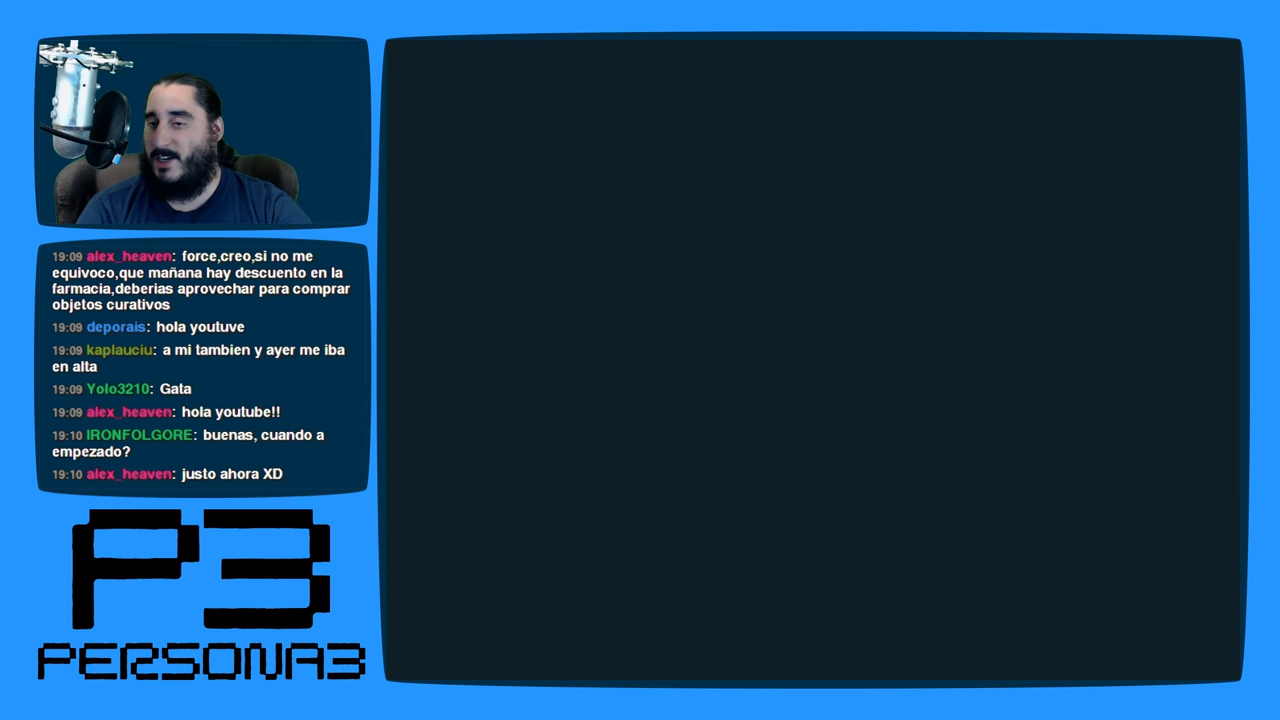 19:09 alex_heaven: force,creo,si no me
equivoco,que mañana hay descuento en la
farmacia,deberias aprovechar para comprar
objetos curativos
19:09 deporais: hola youtuve
19:09 kaplauciu: a mi tambien y ayer me iba
en alta
19:09 Yolo3210: Gata
19:09 alex_heaven: hola youtube!!
19:10 IRONFOLGORE: buenas, cuando a
empezado?
19:10 alex_heaven: justo ahora XD
P3
PERSONA3